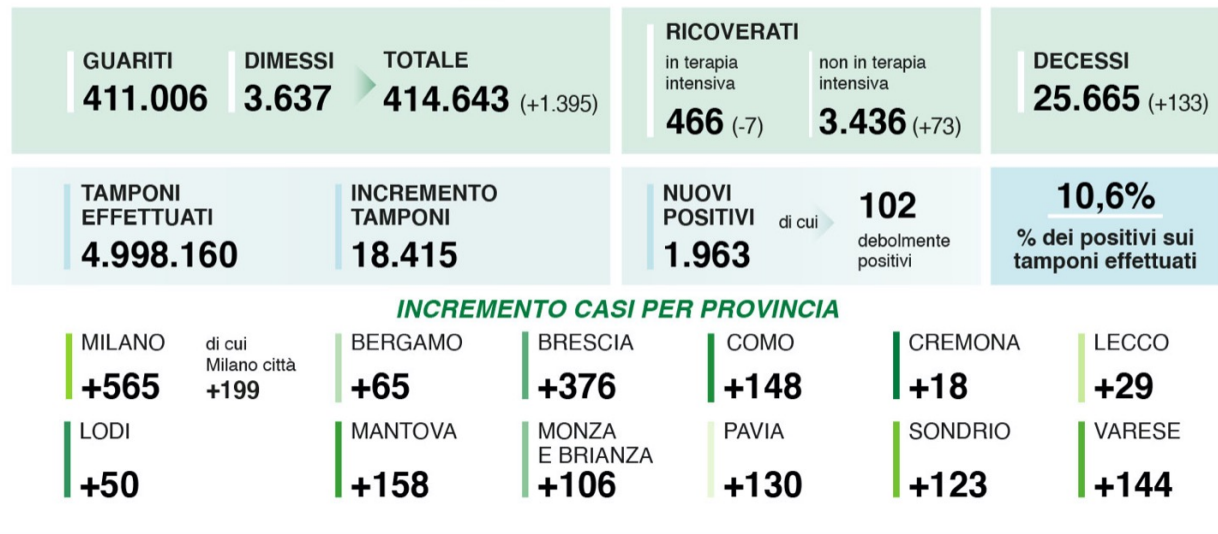 GUARITI
411.006
DIMESSI
3.637
TOTALE
414.643 (+1.395)
RICOVERATI
in terapia
intensiva
466 (-7)
non in terapia
intensiva
3.436 (+73)
DECESSI
25.665 (+133)
TAMPONI
EFFETTUATI
4.998.160
INCREMENTO
TAMPONI
18.415
NUOVI
POSITIVI
1.963
di cui
102
debolmente
positivi
10,6%
% dei positivi sui
tamponi effettuati
INCREMENTO CASI PER PROVINCIA
MILANO
+565
di cui
Milano città
+199
BERGAMO
+65
BRESCIA
+376
COMO
+148
CREMONA
+18
LECCO
+29
LODI
+50
MANTOVA
+158
MONZA
E BRIANZA
+106
PAVIA
+130
SONDRIO
+123
VARESE
+144